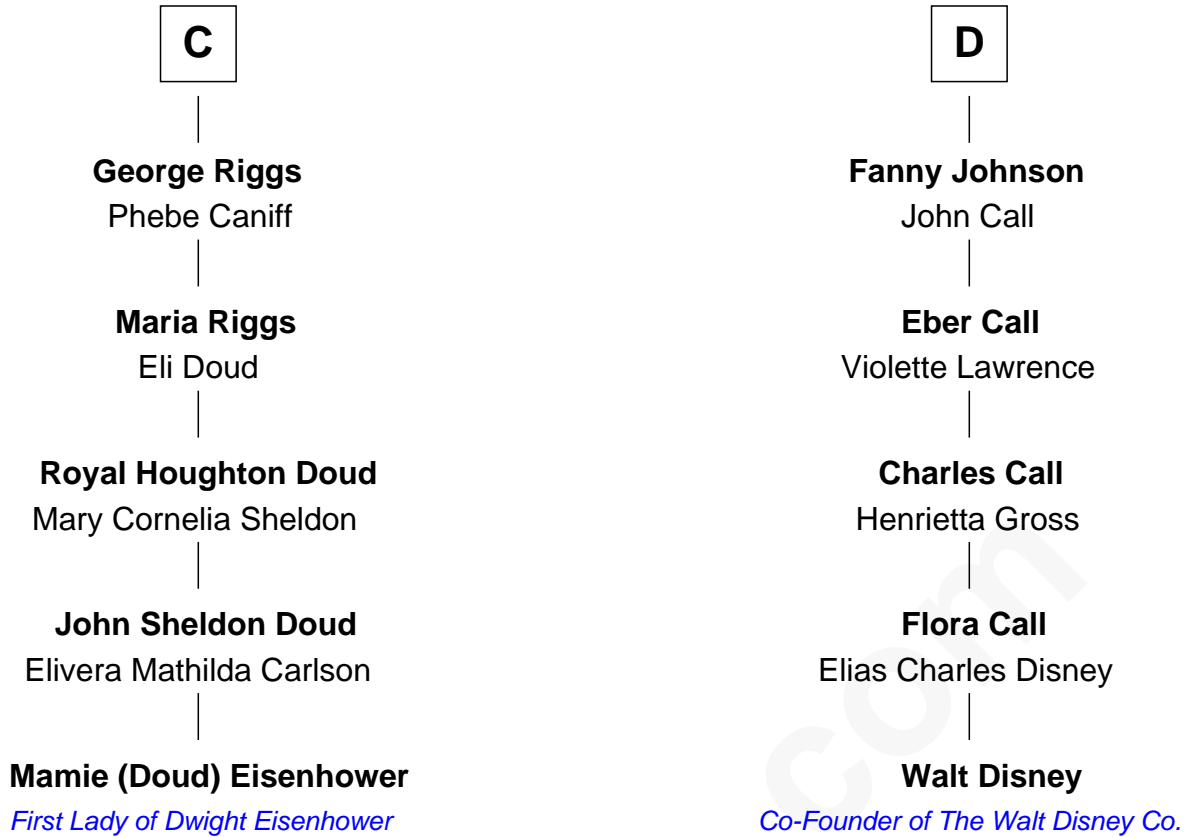 C
George Riggs
Phebe Caniff
Maria Riggs
Eli Doud
Royal Houghton Doud
Mary Cornelia Sheldon
John Sheldon Doud
Elivera Mathilda Carlson
Mamie (Doud) Eisenhower
First Lady of Dwight Eisenhower
D
Fanny Johnson
John Call
Eber Call
Violette Lawrence
Charles Call
Henrietta Gross
Flora Call
Elias Charles Disney
Walt Disney
Co-Founder of The Walt Disney Co.
com